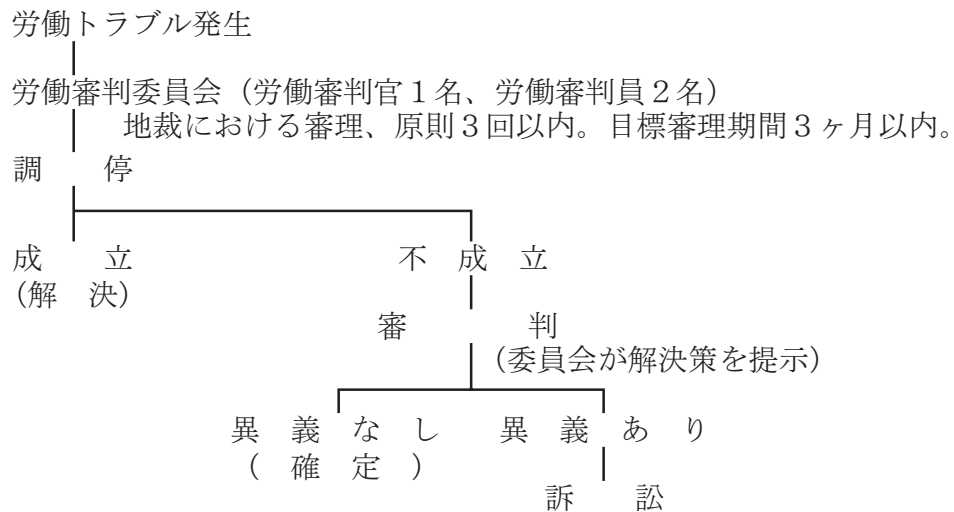 労働トラブル発生
労働審判委員会（労働審判官１名、労働審判員２名）
地裁における審理、原則３回以内。目標審理期間３ヶ月以内。
調　停
成　立　不　成　立
（解　決）
審　判
（委員会が解決策を提示）
異　義　な　し　異　義　あ　り
（　確　定　）
訴　訟